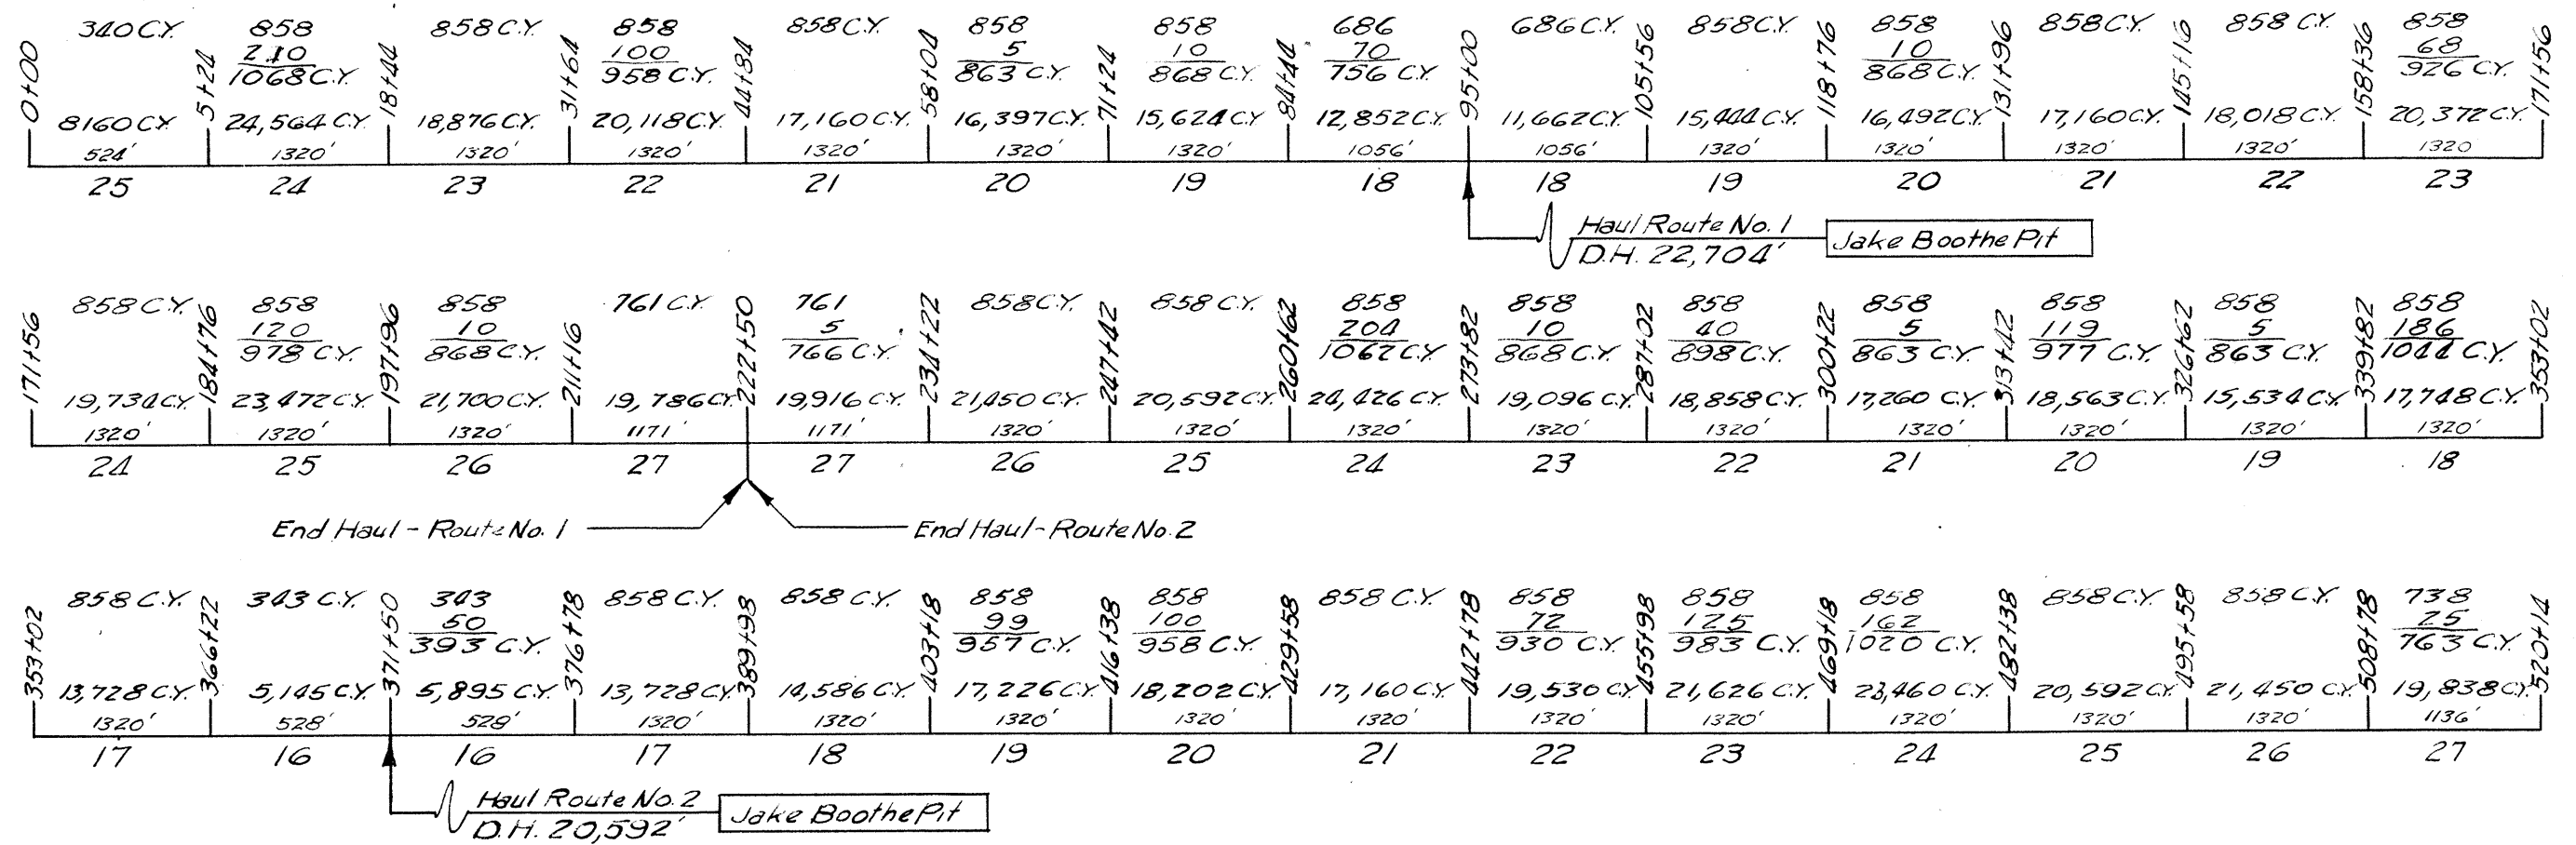 340 C.Y. 858 858 C.Y. 858 858 C.Y. 858 858 686 686 C.Y. 858 C.Y. 858 858 C.Y. 858 C.Y. 858
210 100 5 10 70 10 68
1068 C.Y. 958 C.Y. 863 C.Y. 868 C.Y. 756 C.Y. 868 C.Y. 926 C.Y.
0+00 5+24 18+44 31+64 44+84 58+04 71+24 84+44 95+00 105+56 118+76 131+96 145+16 158+36 171+56
8160 C.Y. 24,564 C.Y. 18,876 C.Y. 20,118 C.Y. 17,160 C.Y. 16,397 C.Y. 15,624 C.Y. 12,852 C.Y. 11,662 C.Y. 15,444 C.Y. 16,492 C.Y. 17,160 C.Y. 18,018 C.Y. 20,372 C.Y.
524' 1320' 1320' 1320' 1320' 1320' 1320' 1056' 1056' 1320' 1320' 1320' 1320' 1320
25 24 23 22 21 20 19 18 18 19 20 21 22 23
Haul Route No. 1
D.H. 22,704'
Jake Boothe Pit
858 C.Y. 858 858 761 C.Y. 761 858 C.Y. 858 C.Y. 858 858 858 858 858 858 858
120 10 5 204 10 40 5 119 5 186
978 C.Y. 868 C.Y. 766 C.Y. 1062 C.Y. 868 C.Y. 898 C.Y. 863 C.Y. 977 C.Y. 863 C.Y. 1044 C.Y.
171+56 184+76 197+96 211+16 222+50 234+22 247+42 260+62 273+82 287+02 300+22 313+42 326+62 339+82 353+02
19,734 C.Y. 23,472 C.Y. 21,700 C.Y. 19,786 C.Y. 19,916 C.Y. 21,450 C.Y. 20,592 C.Y. 24,426 C.Y. 19,096 C.Y. 18,858 C.Y. 17,260 C.Y. 18,563 C.Y. 15,534 C.Y. 17,748 C.Y.
1320' 1320' 1320' 1171' 1171' 1320' 1320' 1320' 1320' 1320' 1320' 1320' 1320' 1320'
24 25 26 27 27 26 25 24 23 22 21 20 19 18
End Haul - Route No. 1
End Haul - Route No. 2
858 C.Y. 343 C.Y. 343 858 C.Y. 858 C.Y. 858 858 858 C.Y. 858 858 858 858 C.Y. 858 C.Y. 738
50 99 100 72 125 162 25
393 C.Y. 957 C.Y. 958 C.Y. 930 C.Y. 983 C.Y. 1020 C.Y. 763 C.Y.
353+02 366+22 371+50 376+78 389+98 403+18 416+38 429+58 442+78 455+98 469+18 482+38 495+58 508+78 520+14
13,728 C.Y. 5,145 C.Y. 5,895 C.Y. 13,728 C.Y. 14,586 C.Y. 17,226 C.Y. 18,202 C.Y. 17,160 C.Y. 19,530 C.Y. 21,626 C.Y. 23,460 C.Y. 20,592 C.Y. 21,450 C.Y. 19,838 C.Y.
1320' 528' 528' 1320' 1320' 1320' 1320' 1320' 1320' 1320' 1320' 1320' 1320' 1136'
17 16 16 17 18 19 20 21 22 23 24 25 26 27
Haul Route No. 2
D.H. 20,592'
Jake Boothe Pit